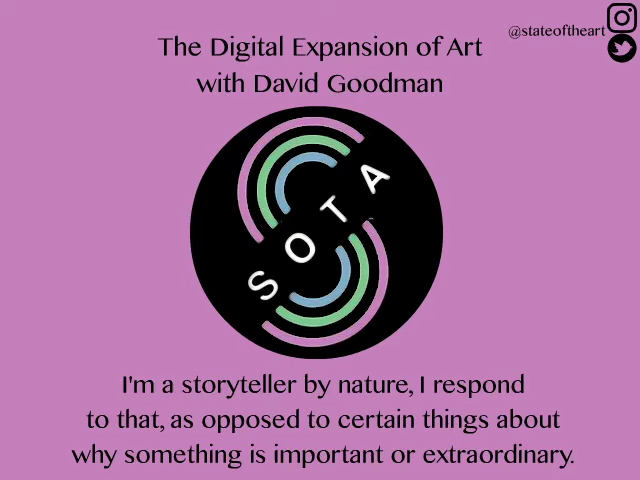 @stateoftheart
The Digital Expansion of Art
with David Goodman
SOTA
I'm a storyteller by nature, I respond
to that, as opposed to certain things about
why something is important or extraordinary.